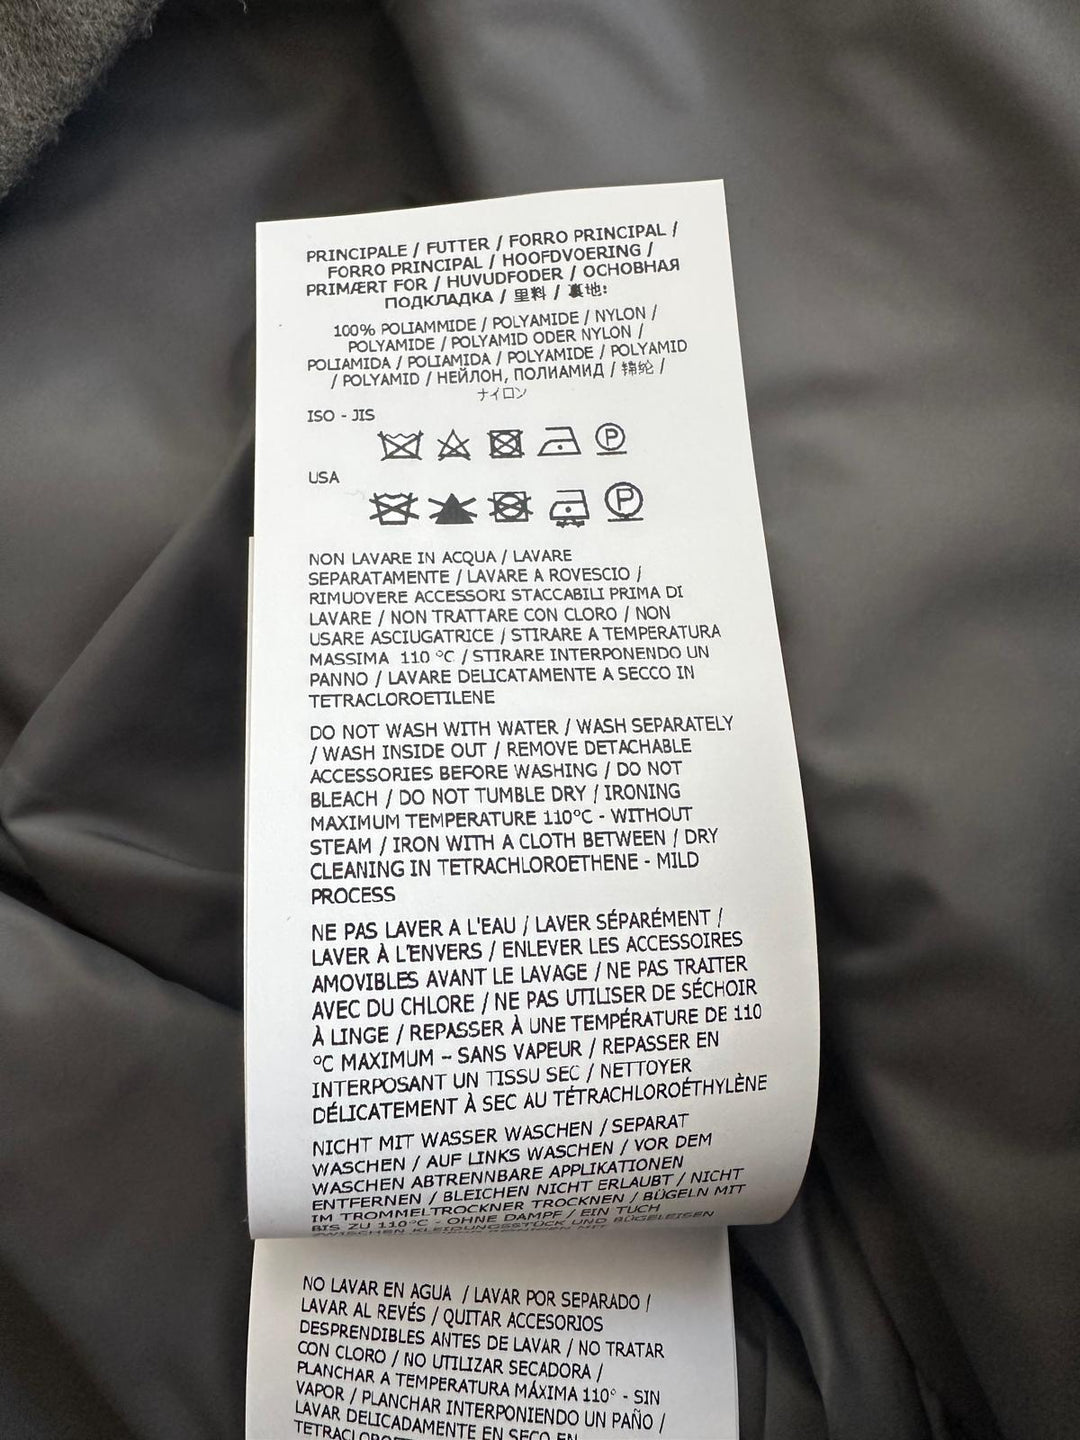 PRINCIPALE / FUTTER / FORRO PRINCIPAL /
FORRO PRINCIPAL / HOOFDVOERING /
PRIMÆRT FOR / HUVUDFODER / ОСНОВНАЯ
ПОДКЛАДКА / 里料 / 裏地:
100% POLIAMMIDE / POLYAMIDE / NYLON /
POLYAMIDE / POLYAMID ODER NYLON /
POLIAMIDA / POLIAMIDA / POLYAMIDE / POLYAMID
/ POLYAMID / НЕЙЛОН, ПОЛИАМИД / 锦纶 /
ナイロン
ISO - JIS
P
USA
P
NON LAVARE IN ACQUA / LAVARE
SEPARATAMENTE / LAVARE A ROVESCIO /
RIMUOVERE ACCESSORI STACCABILI PRIMA DI
LAVARE / NON TRATTARE CON CLORO / NON
USARE ASCIUGATRICE / STIRARE A TEMPERATURA
MASSIMA 110 °C / STIRARE INTERPONENDO UN
PANNO / LAVARE DELICATAMENTE A SECCO IN
TETRACLOROETILENE
DO NOT WASH WITH WATER / WASH SEPARATELY
/ WASH INSIDE OUT / REMOVE DETACHABLE
ACCESSORIES BEFORE WASHING / DO NOT
BLEACH / DO NOT TUMBLE DRY / IRONING
MAXIMUM TEMPERATURE 110°C - WITHOUT
STEAM / IRON WITH A CLOTH BETWEEN / DRY
CLEANING IN TETRACHLOROETHENE - MILD
PROCESS
NE PAS LAVER A L'EAU / LAVER SÉPARÉMENT /
LAVER À L'ENVERS / ENLEVER LES ACCESSOIRES
AMOVIBLES AVANT LE LAVAGE / NE PAS TRAITER
AVEC DU CHLORE / NE PAS UTILISER DE SÉCHOIR
À LINGE / REPASSER À UNE TEMPÉRATURE DE 110
°C MAXIMUM – SANS VAPEUR / REPASSER EN
INTERPOSANT UN TISSU SEC / NETTOYER
DÉLICATEMENT À SEC AU TÉTRACHLOROÉTHYLÈNE
NICHT MIT WASSER WASCHEN / SEPARAT
WASCHEN / AUF LINKS WASCHEN / VOR DEM
WASCHEN ABTRENNBARE APPLIKATIONEN
ENTFERNEN / BLEICHEN NICHT ERLAUBT / NICHT
IM TROMMELTROCKNER TROCKNEN / BÜGELN MIT
BIS ZU 110°C - OHNE DAMPF / EIN TUCH
ZWISCHEN KLEIDUNGSSTÜCK UND BÜGELEISEN
NO LAVAR EN AGUA / LAVAR POR SEPARADO /
LAVAR AL REVÉS / QUITAR ACCESORIOS
DESPRENDIBLES ANTES DE LAVAR / NO TRATAR
CON CLORO / NO UTILIZAR SECADORA /
PLANCHAR A TEMPERATURA MÁXIMA 110° - SIN
VAPOR / PLANCHAR INTERPONIENDO UN PAÑO /
LAVAR DELICADAMENTE EN SECO EN